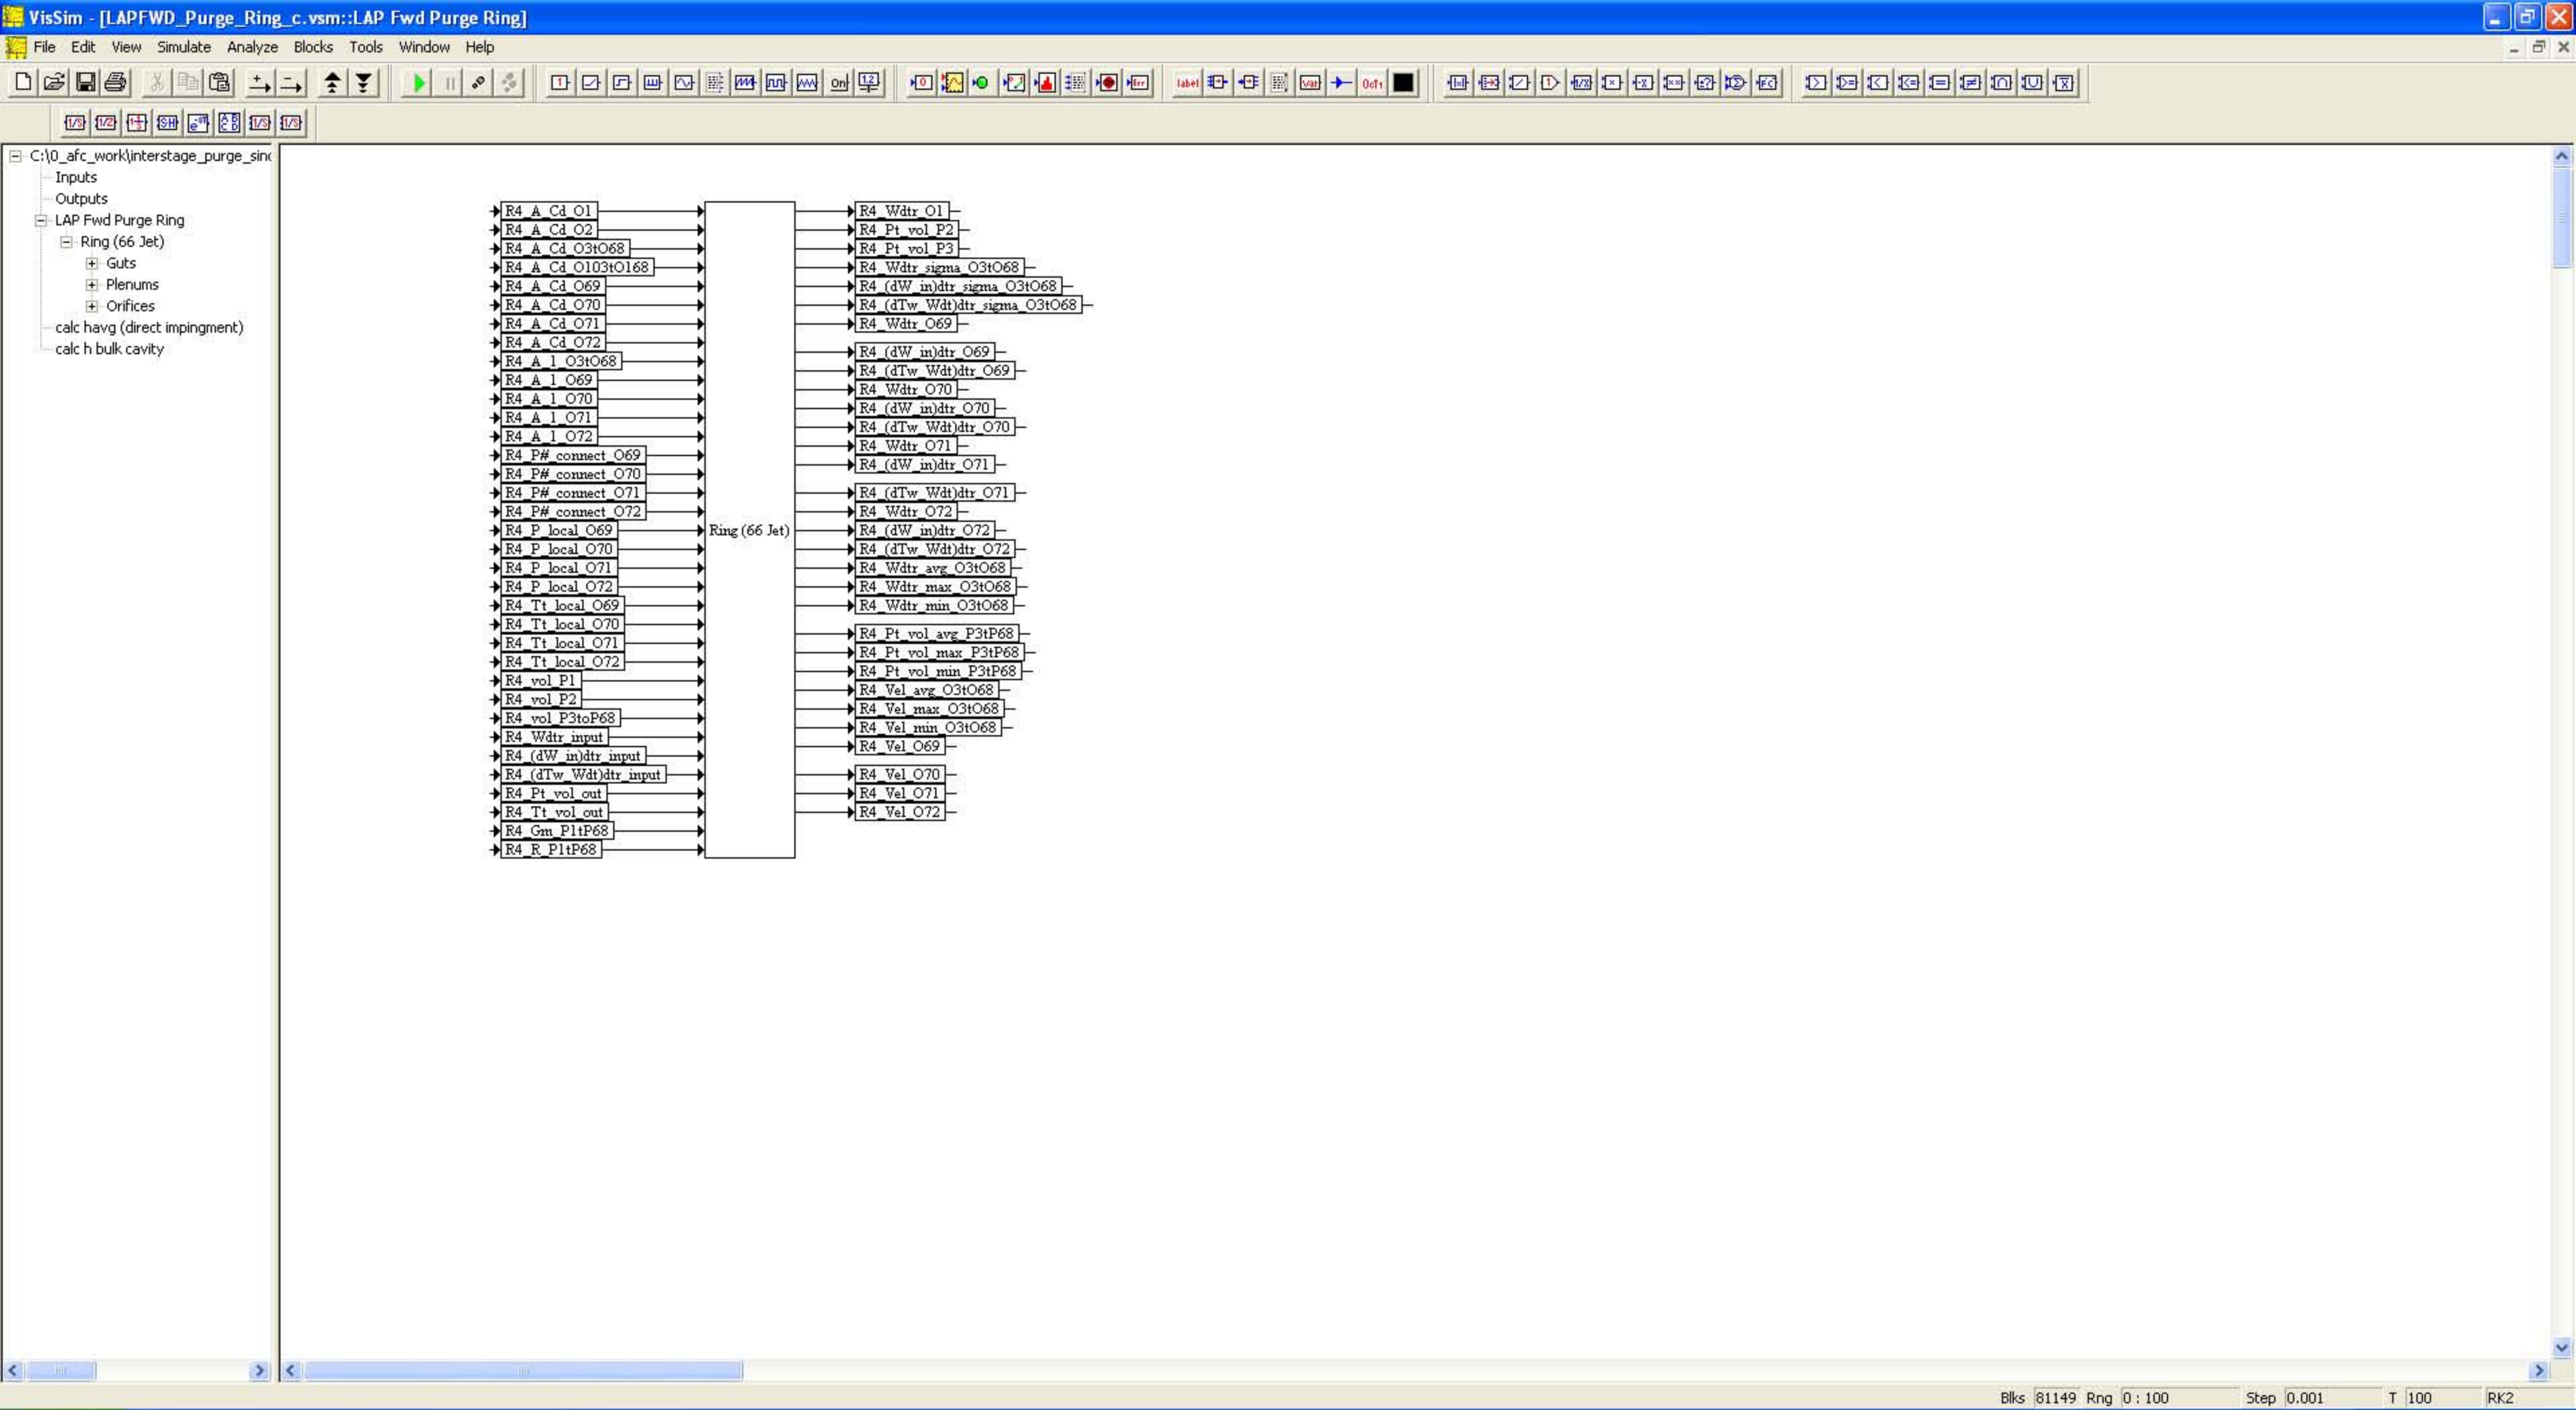 VisSim - [LAPFWD_Purge_Ring_c.vsm::LAP Fwd Purge Ring]
File Edit View Simulate Analyze Blocks Tools Window Help
C:\0_afc_work\interstage_purge_sind
Inputs
Outputs
LAP Fwd Purge Ring
Ring (66 Jet)
Guts
Plenums
Orifices
calc havg (direct impingment)
calc h bulk cavity
R4_A_Cd_O1
R4_A_Cd_O2
R4_A_Cd_O3tO68
R4_A_Cd_O103tO168
R4_A_Cd_O69
R4_A_Cd_O70
R4_A_Cd_O71
R4_A_Cd_O72
R4_A_l_O3tO68
R4_A_l_O69
R4_A_l_O70
R4_A_l_O71
R4_A_l_O72
R4_P#_connect_O69
R4_P#_connect_O70
R4_P#_connect_O71
R4_P#_connect_O72
R4_P_local_O69
R4_P_local_O70
R4_P_local_O71
R4_P_local_O72
R4_Tt_local_O69
R4_Tt_local_O70
R4_Tt_local_O71
R4_Tt_local_O72
R4_vol_P1
R4_vol_P2
R4_vol_P3toP68
R4_Wdtr_input
R4_(dW_in)dtr_input
R4_(dTw_Wdt)dtr_input
R4_Pt_vol_out
R4_Tt_vol_out
R4_Gm_P1tP68
R4_R_P1tP68
Ring (66 Jet)
R4_Wdtr_O1
R4_Pt_vol_P2
R4_Pt_vol_P3
R4_Wdtr_sigma_O3tO68
R4_(dW_in)dtr_sigma_O3tO68
R4_(dTw_Wdt)dtr_sigma_O3tO68
R4_Wdtr_O69
R4_(dW_in)dtr_O69
R4_(dTw_Wdt)dtr_O69
R4_Wdtr_O70
R4_(dW_in)dtr_O70
R4_(dTw_Wdt)dtr_O70
R4_Wdtr_O71
R4_(dW_in)dtr_O71
R4_(dTw_Wdt)dtr_O71
R4_Wdtr_O72
R4_(dW_in)dtr_O72
R4_(dTw_Wdt)dtr_O72
R4_Wdtr_avg_O3tO68
R4_Wdtr_max_O3tO68
R4_Wdtr_min_O3tO68
R4_Pt_vol_avg_P3tP68
R4_Pt_vol_max_P3tP68
R4_Pt_vol_min_P3tP68
R4_Vel_avg_O3tO68
R4_Vel_max_O3tO68
R4_Vel_min_O3tO68
R4_Vel_O69
R4_Vel_O70
R4_Vel_O71
R4_Vel_O72
Blks 81149 Rng 0 : 100 Step 0.001 T 100 RK2